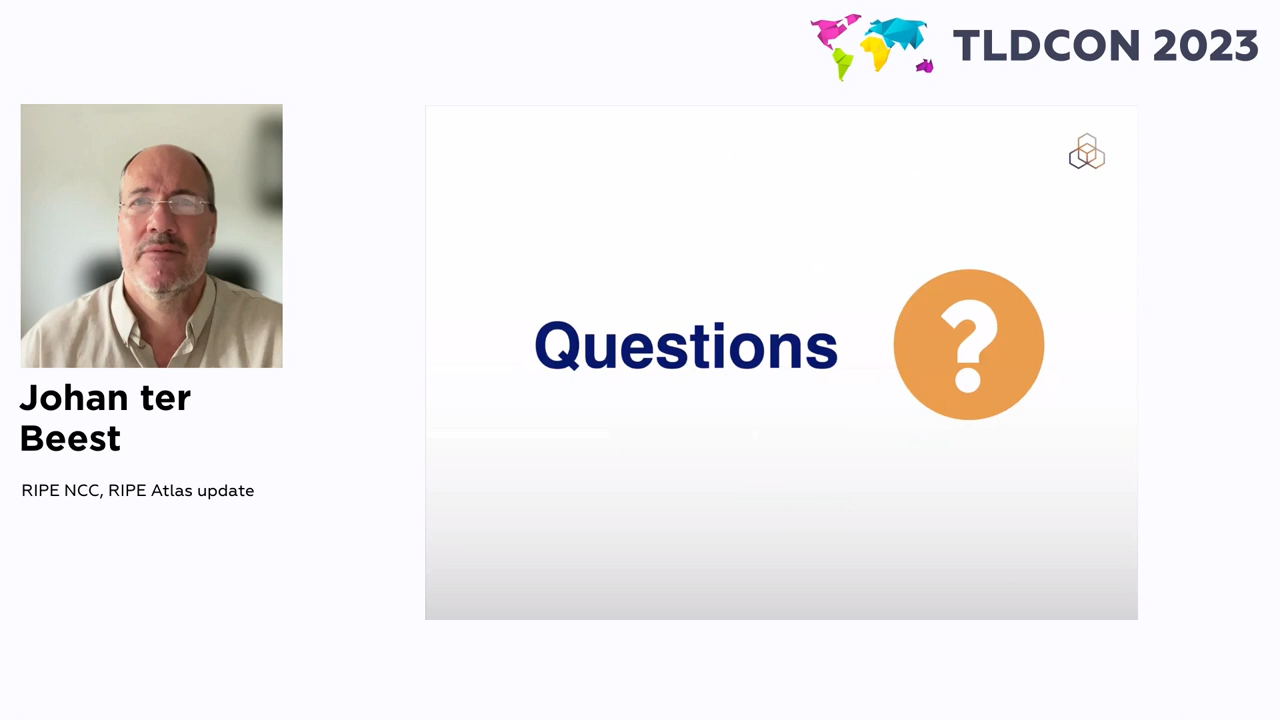 TLDCON 2023
Johan ter
Beest
RIPE NCC, RIPE Atlas update
Questions ?